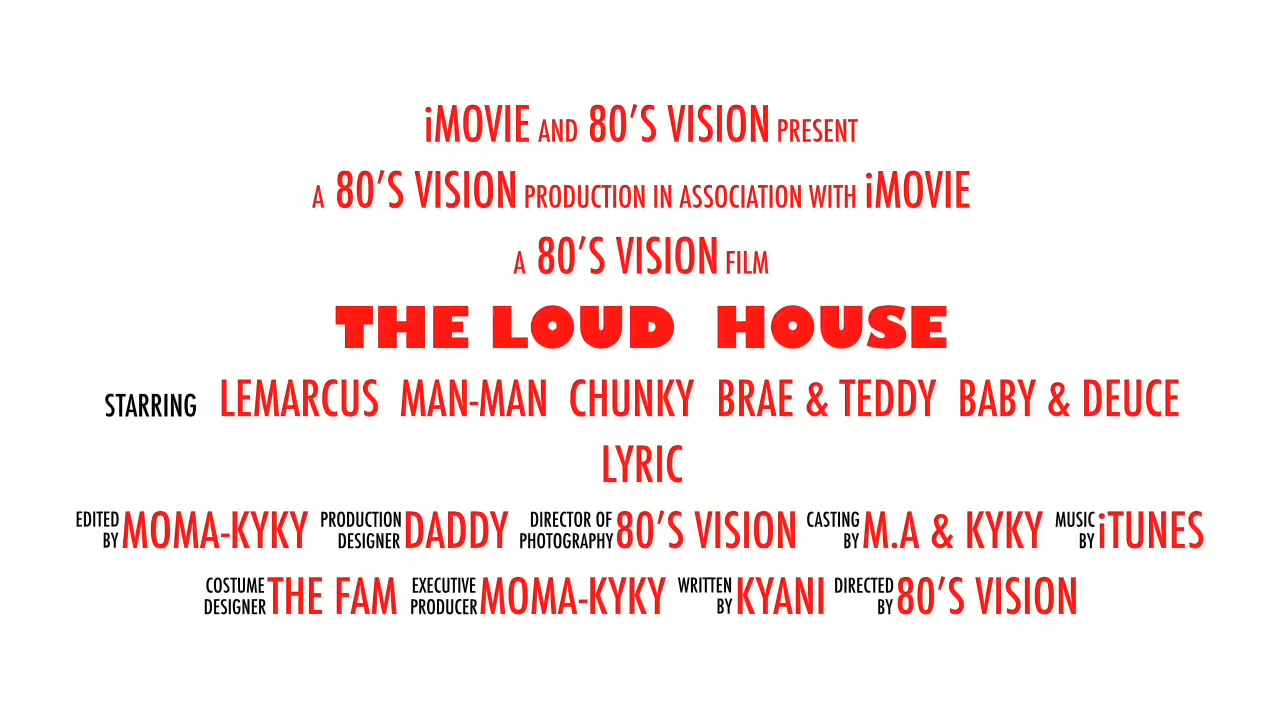 iMOVIE AND 80'S VISION PRESENT
A 80'S VISION PRODUCTION IN ASSOCIATION WITH iMOVIE
A 80'S VISION FILM
THE LOUD HOUSE
STARRING LEMARCUS MAN-MAN CHUNKY BRAE & TEDDY BABY & DEUCE
LYRIC
EDITED BY MOMA-KYKY PRODUCTION DESIGNER DADDY DIRECTOR OF PHOTOGRAPHY 80'S VISION CASTING BY M.A & KYKY MUSIC BY iTUNES
COSTUME DESIGNER THE FAM EXECUTIVE PRODUCER MOMA-KYKY WRITTEN BY KYANI DIRECTED BY 80'S VISION